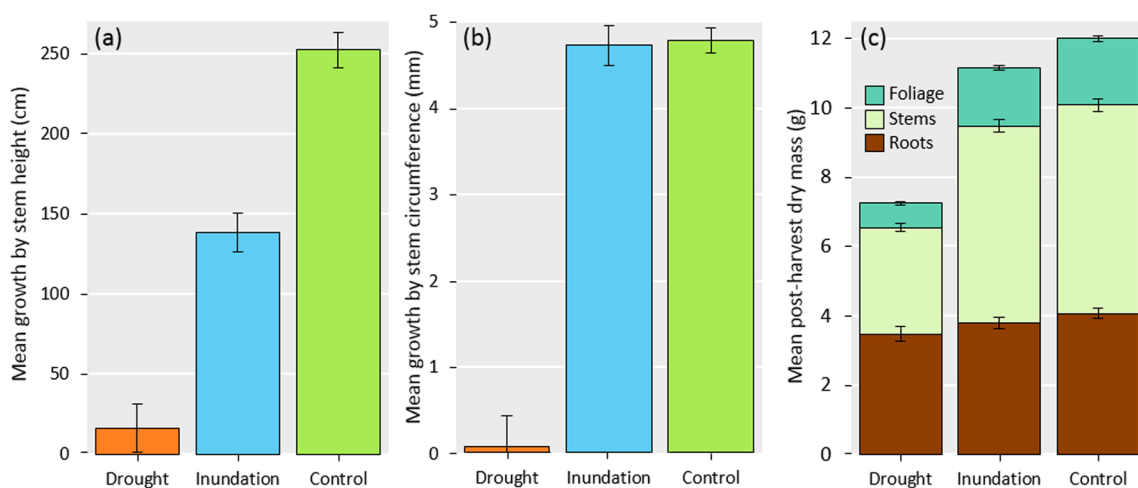 (a)
Mean growth by stem height (cm)
250
200
150
100
50
0
Drought
Inundation
Control
(b)
Mean growth by stem circumference (mm)
5
4
3
2
1
0
Drought
Inundation
Control
(c)
Mean post-harvest dry mass (g)
12
10
8
6
4
2
0
Foliage
Stems
Roots
Drought
Inundation
Control